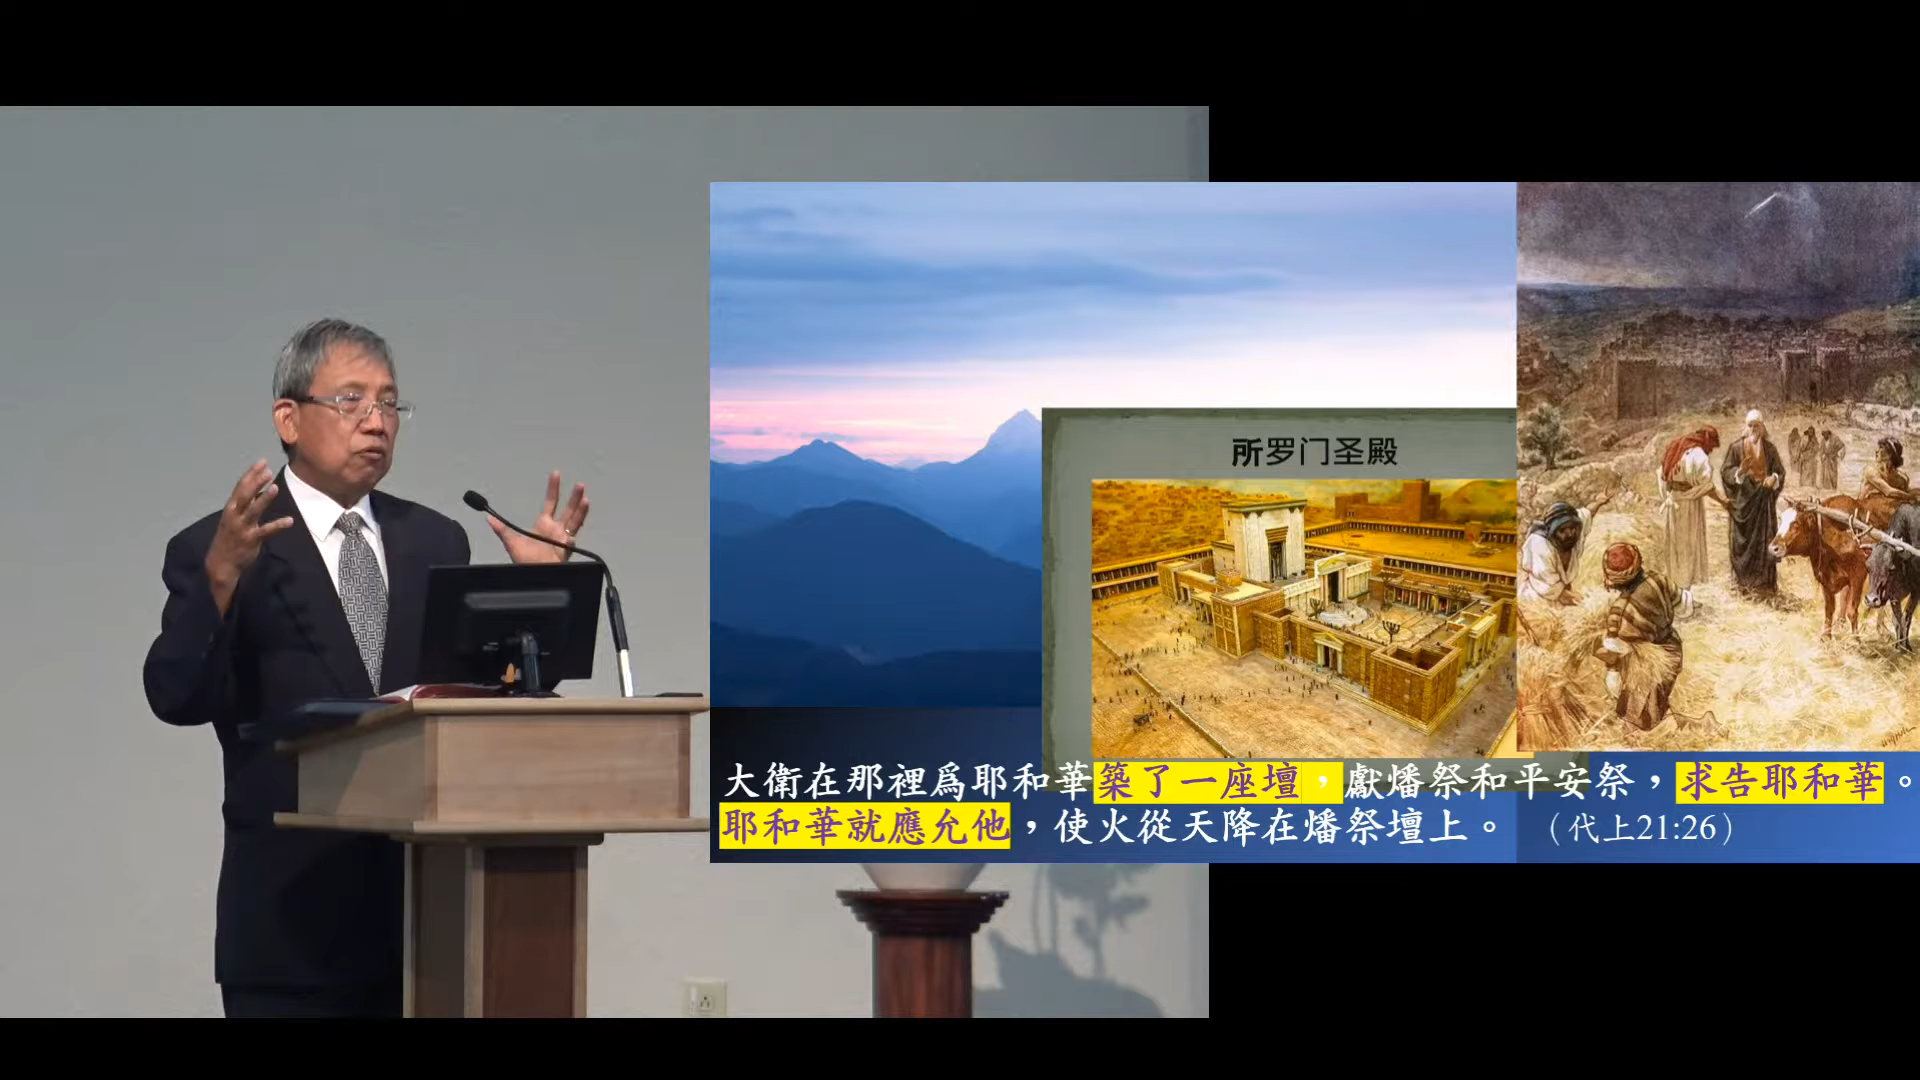 所罗门圣殿
大衛在那裡爲耶和華築了一座壇，獻燔祭和平安祭，求告耶和華。
耶和華就應允他，使火從天降在燔祭壇上。（代上21:26）